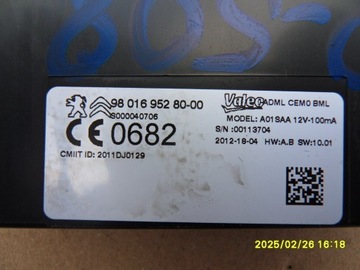 98 016 952 80-00
S000040706
CE 0682
CMIIT ID: 2011DJ0129
Valeo
ADML CEM0 BML
MODEL: A01SAA 12V-100mA
S/N :00113704
2012-18-04 HW:A.B SW:10.01
2025/02/26 16:18